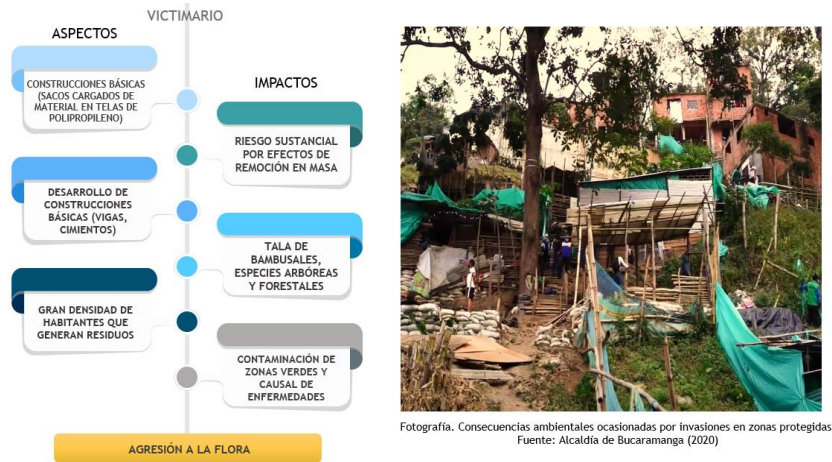 VICTIMARIO
ASPECTOS
CONSTRUCCIONES BÁSICAS
(SACOS CARGADOS DE
MATERIAL EN TELAS DE
POLIPROPILENO)
IMPACTOS
RIESGO SUSTANCIAL
POR EFECTOS DE
REMOCIÓN EN MASA
DESARROLLO DE
CONSTRUCCIONES
BÁSICAS (VIGAS,
CIMIENTOS)
TALA DE
BAMBUSALES,
ESPECIES ARBÓREAS
Y FORESTALES
GRAN DENSIDAD DE
HABITANTES QUE
GENERAN RESIDUOS
CONTAMINACIÓN DE
ZONAS VERDES Y
CAUSAL DE
ENFERMEDADES
AGRESIÓN A LA FLORA
Fotografía. Consecuencias ambientales ocasionadas por invasiones en zonas protegidas
Fuente: Alcaldía de Bucaramanga (2020)